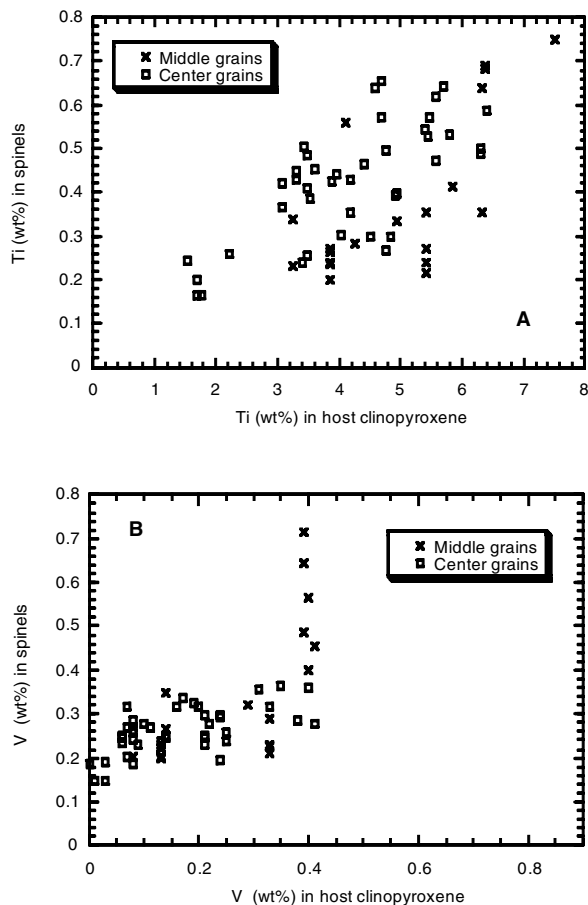 0.8
Middle grains
Center grains
0.7
0.6
0.5
0.4
0.3
0.2
0.1
0
A
0 1 2 3 4 5 6 7 8
Ti (wt%) in spinels
Ti (wt%) in host clinopyroxene
0.8
B
Middle grains
Center grains
0.7
0.6
0.5
0.4
0.3
0.2
0.1
0
0 0.2 0.4 0.6 0.8
V (wt%) in spinels
V (wt%) in host clinopyroxene